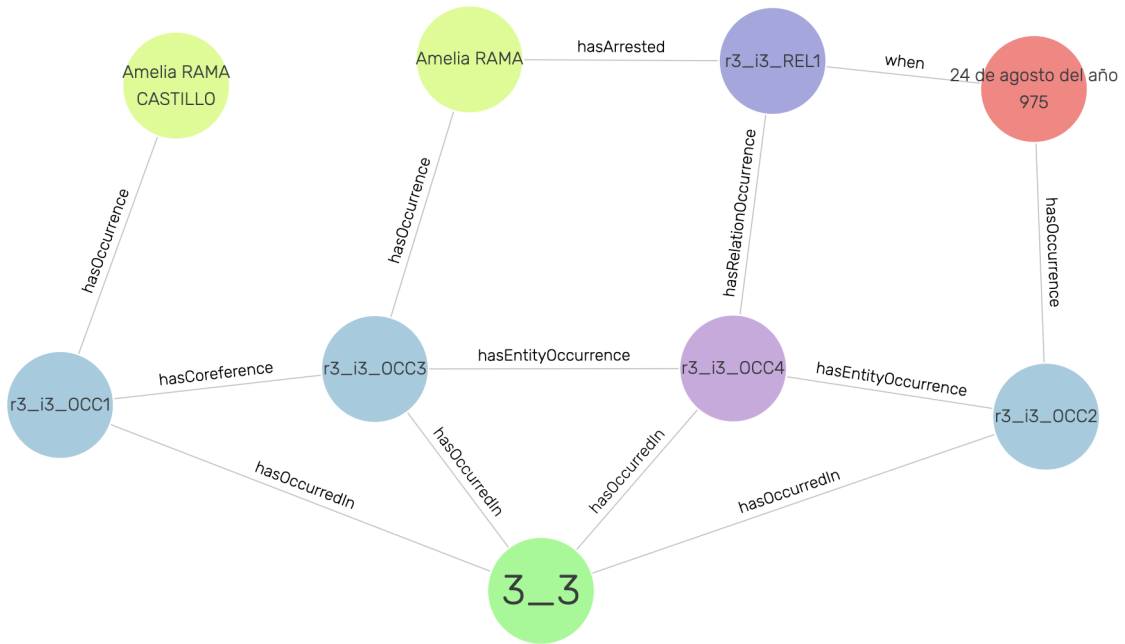 Amelia RAMA
CASTILLO
Amelia RAMA
hasArrested
r3_i3_REL1
when
24 de agosto del año
975
hasOccurrence
hasOccurrence
hasRelationOccurrence
hasOccurrence
r3_i3_OCC1
hasCoreference
r3_i3_OCC3
hasEntityOccurrence
r3_i3_OCC4
hasEntityOccurrence
r3_i3_OCC2
hasOccurredIn
hasOccurredIn
hasOccurredIn
hasOccurredIn
3_3